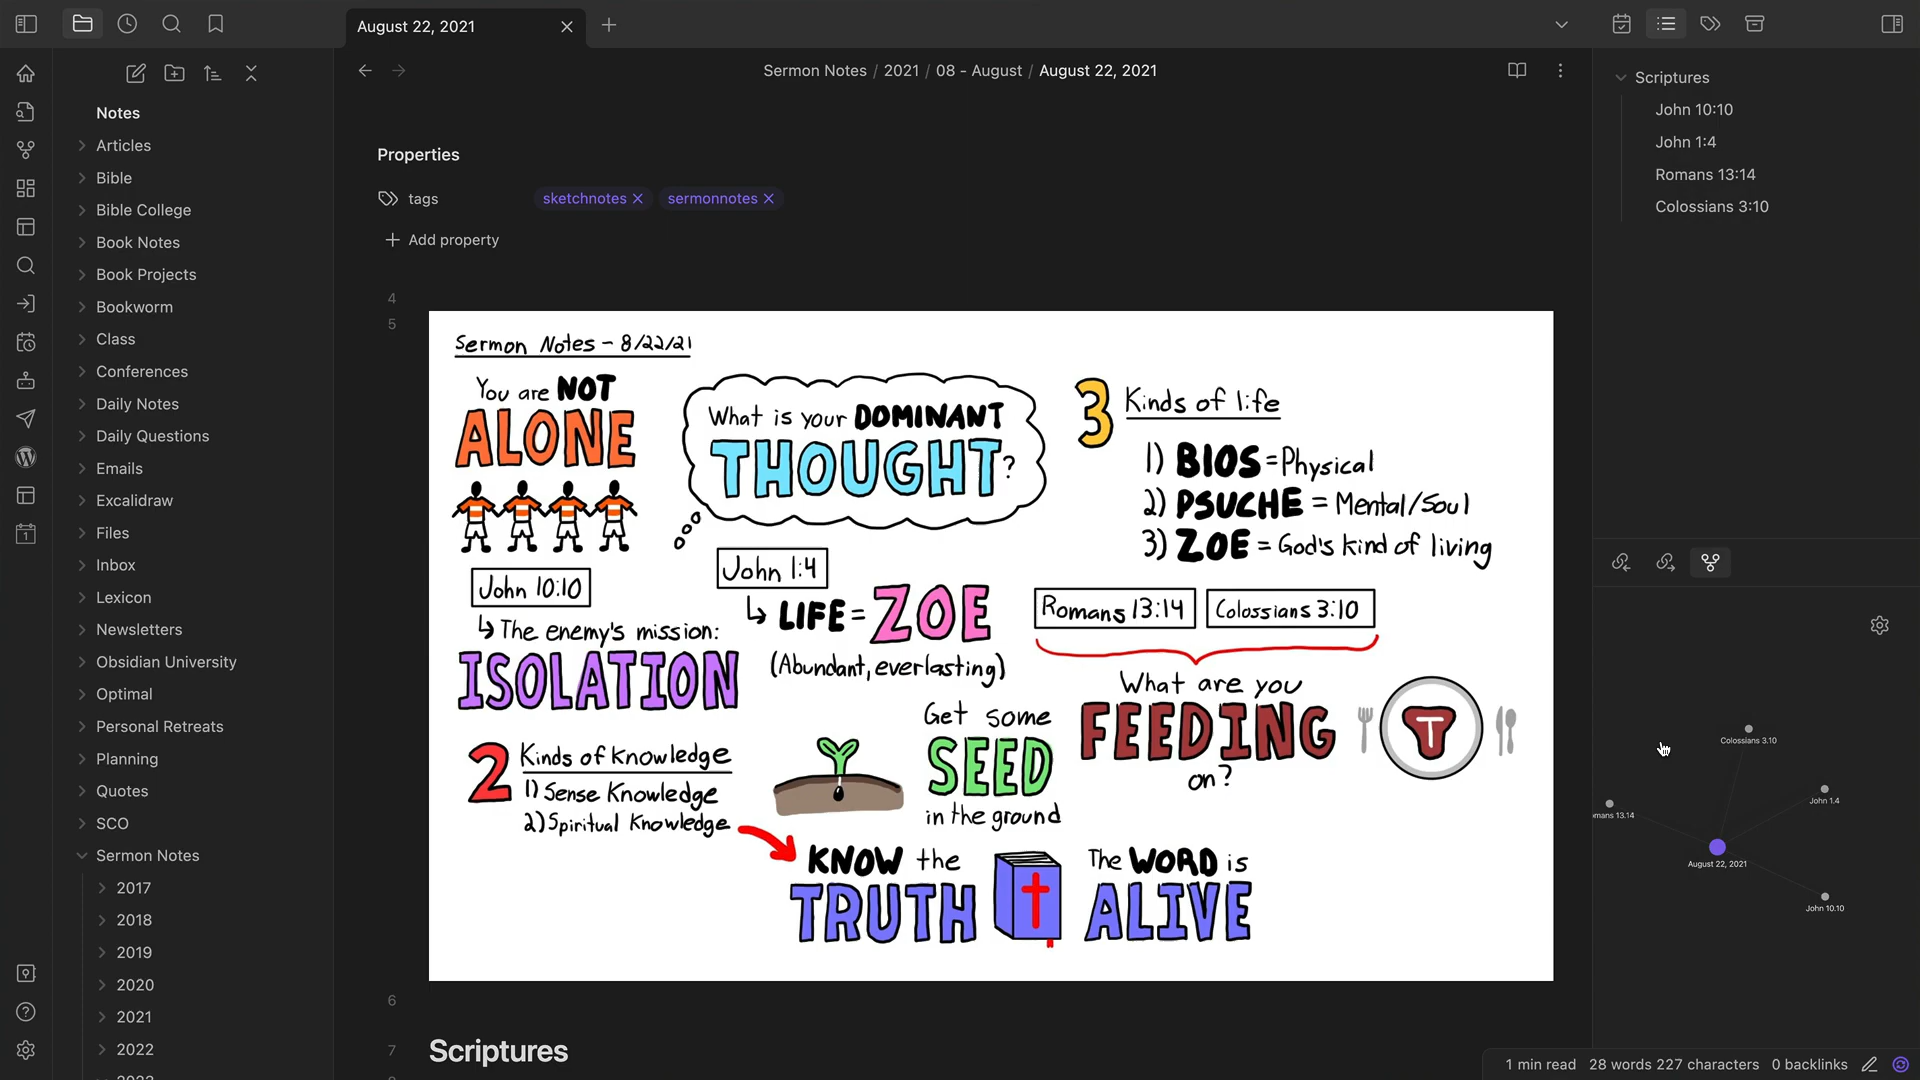 August 22, 2021
Sermon Notes / 2021 / 08 - August / August 22, 2021
Notes
Articles
Bible
Bible College
Book Notes
Book Projects
Bookworm
Class
Conferences
Daily Notes
Daily Questions
Emails
Excalidraw
Files
Inbox
Lexicon
Newsletters
Obsidian University
Optimal
Personal Retreats
Planning
Quotes
SCO
Sermon Notes
2017
2018
2019
2020
2021
2022
1
Properties
tags
sketchnotes
sermonnotes
Add property
4
5
Sermon Notes - 8/22/21
You are NOT
ALONE
What is your DOMINANT
THOUGHT?
3 Kinds of life
1) BIOS = Physical
2) PSUCHE = Mental/Soul
3) ZOE = God's kind of living
John 10:10
↳ The enemy's mission:
ISOLATION
John 1:4
↳ LIFE = ZOE
(Abundant, everlasting)
Romans 13:14
Colossians 3:10
What are you
FEEDING
on?
T
2 Kinds of Knowledge
1) Sense Knowledge
2) Spiritual Knowledge
Get some
SEED
in the ground
KNOW the
TRUTH
The WORD is
ALIVE
6
7
Scriptures
Scriptures
John 10:10
John 1:4
Romans 13:14
Colossians 3:10
Colossians 3.10
John 1.4
mans 13.14
August 22, 2021
John 10.10
1 min read
28 words 227 characters
0 backlinks